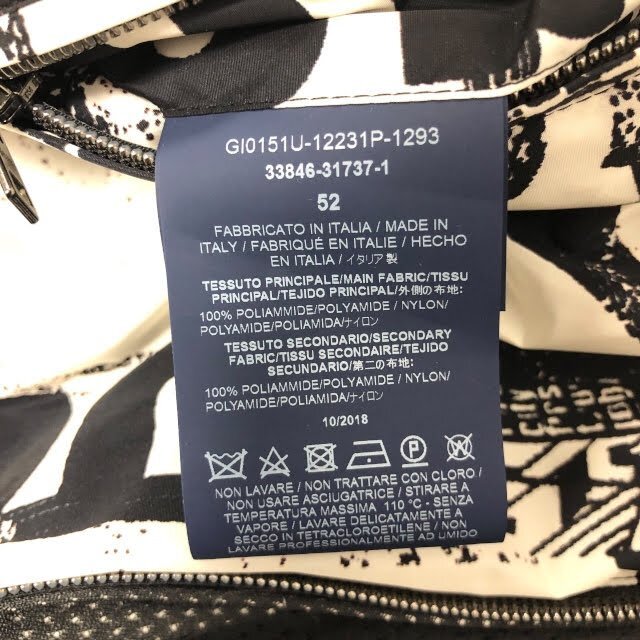 GI0151U-12231P-1293
33846-31737-1
52
FABBRICATO IN ITALIA / MADE IN
ITALY / FABRIQUÉ EN ITALIE / HECHO
EN ITALIA / イタリア製
TESSUTO PRINCIPALE/MAIN FABRIC/TISSU
PRINCIPAL/TEJIDO PRINCIPAL/外側の布地:
100% POLIAMMIDE/POLYAMIDE / NYLON/
POLYAMIDE/POLIAMIDA/ナイロン
TESSUTO SECONDARIO/SECONDARY
FABRIC/TISSU SECONDAIRE/TEJIDO
SECUNDARIO/第二の布地:
100% POLIAMMIDE/POLYAMIDE / NYLON/
POLYAMIDE/POLIAMIDA/ナイロン
10/2018
P
NON LAVARE / NON TRATTARE CON CLORO /
NON USARE ASCIUGATRICE / STIRARE A
TEMPERATURA MASSIMA 110°C - SENZA
VAPORE / LAVARE DELICATAMENTE A
SECCO IN TETRACLOROETILENE / NON